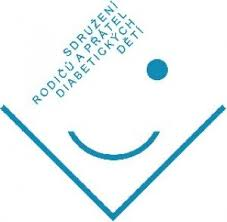 SDRUŽENÍ
RODIČŮ A PŘÁTEL
DIABETICKÝCH
DĚTÍ